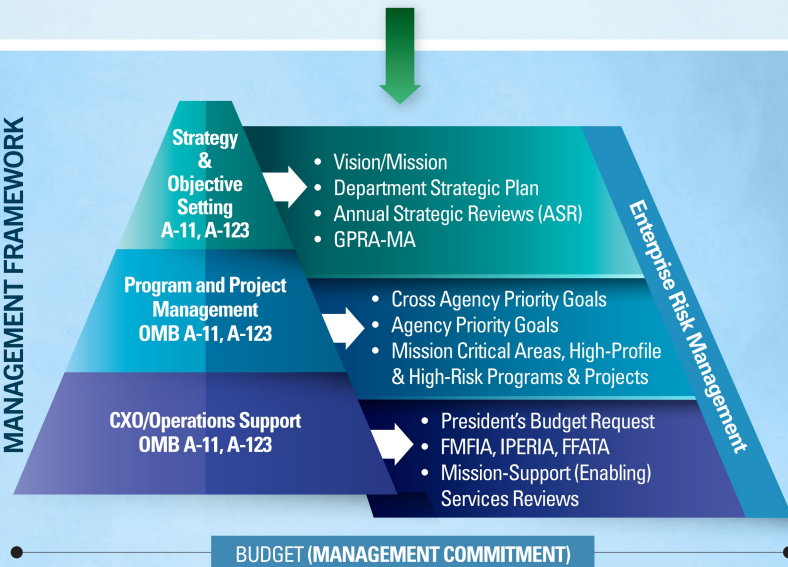 MANAGEMENT FRAMEWORK
Strategy
&
Objective
Setting
A-11, A-123
• Vision/Mission
• Department Strategic Plan
• Annual Strategic Reviews (ASR)
• GPRA-MA
Program and Project
Management
OMB A-11, A-123
• Cross Agency Priority Goals
• Agency Priority Goals
• Mission Critical Areas, High-Profile
& High-Risk Programs & Projects
CXO/Operations Support
OMB A-11, A-123
• President’s Budget Request
• FMFIA, IPERIA, FFATA
• Mission-Support (Enabling)
Services Reviews
Enterprise Risk Management
BUDGET (MANAGEMENT COMMITMENT)